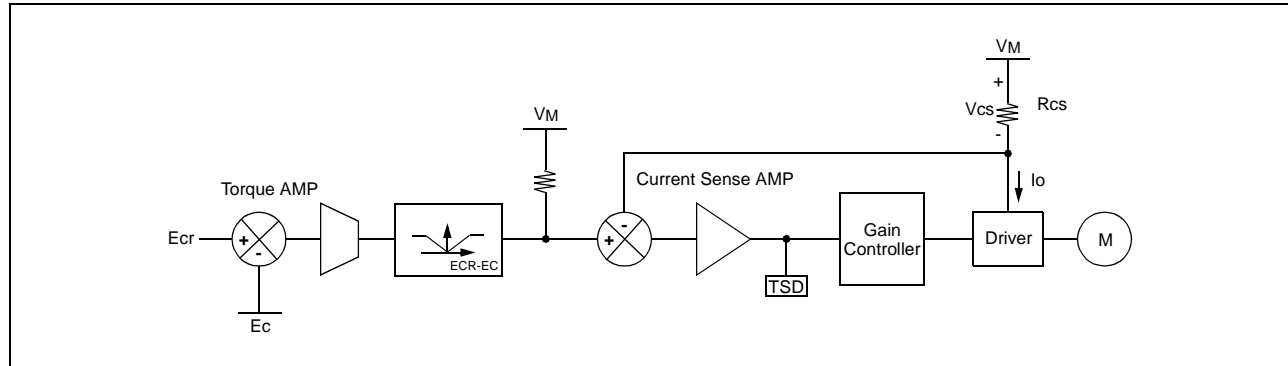 VM
+
Vcs
Rcs
-
VM
Torque AMP
Current Sense AMP
Io
Ecr
+
-
ECR-EC
+
-
Gain
Controller
Driver
M
TSD
Ec